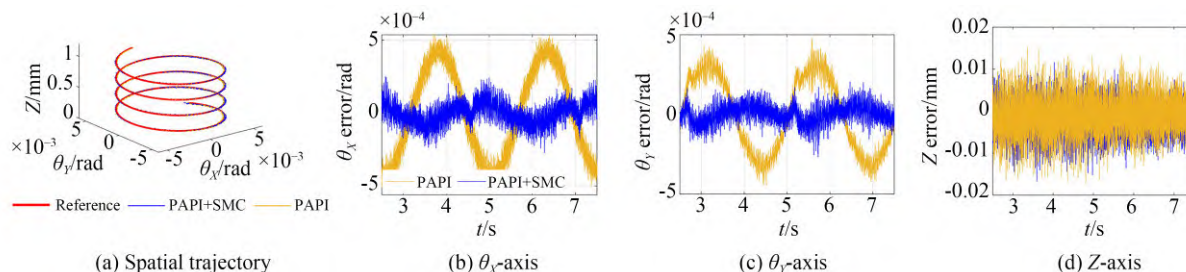 Z/mm
1
0.5
0
5
0
-5
×10⁻³
θY/rad
-5
0
5
×10⁻³
θX/rad
Reference PAPI+SMC PAPI
(a) Spatial trajectory
×10⁻⁴
5
0
-5
θX error/rad
PAPI PAPI+SMC
3 4 5 6 7
t/s
(b) θX-axis
×10⁻⁴
5
0
-5
θY error/rad
3 4 5 6 7
t/s
(c) θY-axis
0.02
0.01
0
-0.01
-0.02
Z error/mm
3 4 5 6 7
t/s
(d) Z-axis